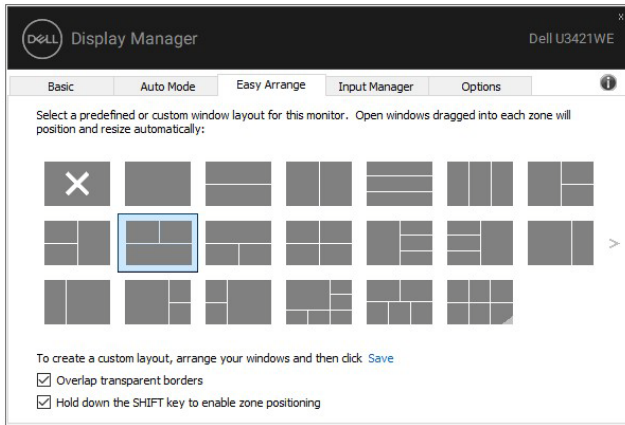 x
DELL Display Manager Dell U3421WE
Basic Auto Mode Easy Arrange Input Manager Options
Select a predefined or custom window layout for this monitor. Open windows dragged into each zone will
position and resize automatically:
>
To create a custom layout, arrange your windows and then click Save
Overlap transparent borders
Hold down the SHIFT key to enable zone positioning